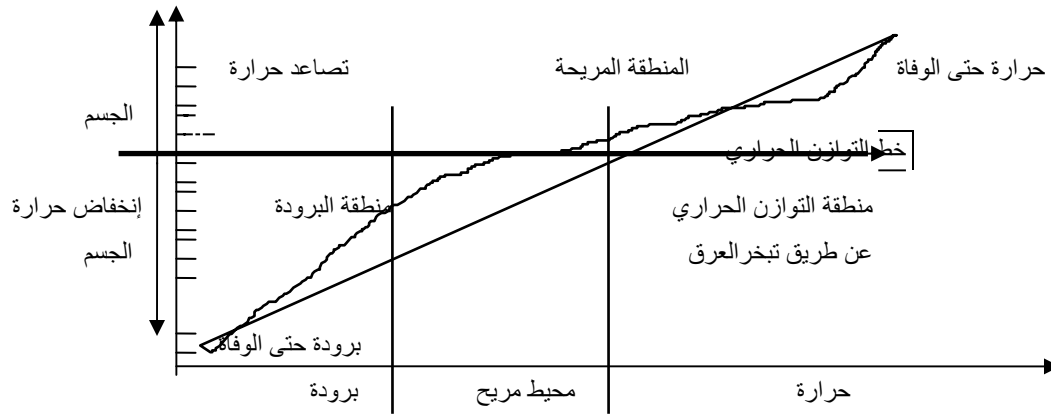 تصاعد حرارة
الجسم
المنطقة المريحة
حرارة حتى الوفاة
خط التوازن الحراري
إنخفاض حرارة
الجسم
منطقة البرودة
منطقة التوازن الحراري
عن طريق تبخرالعرق
برودة حتى الوفاة
برودة
محيط مريح
حرارة